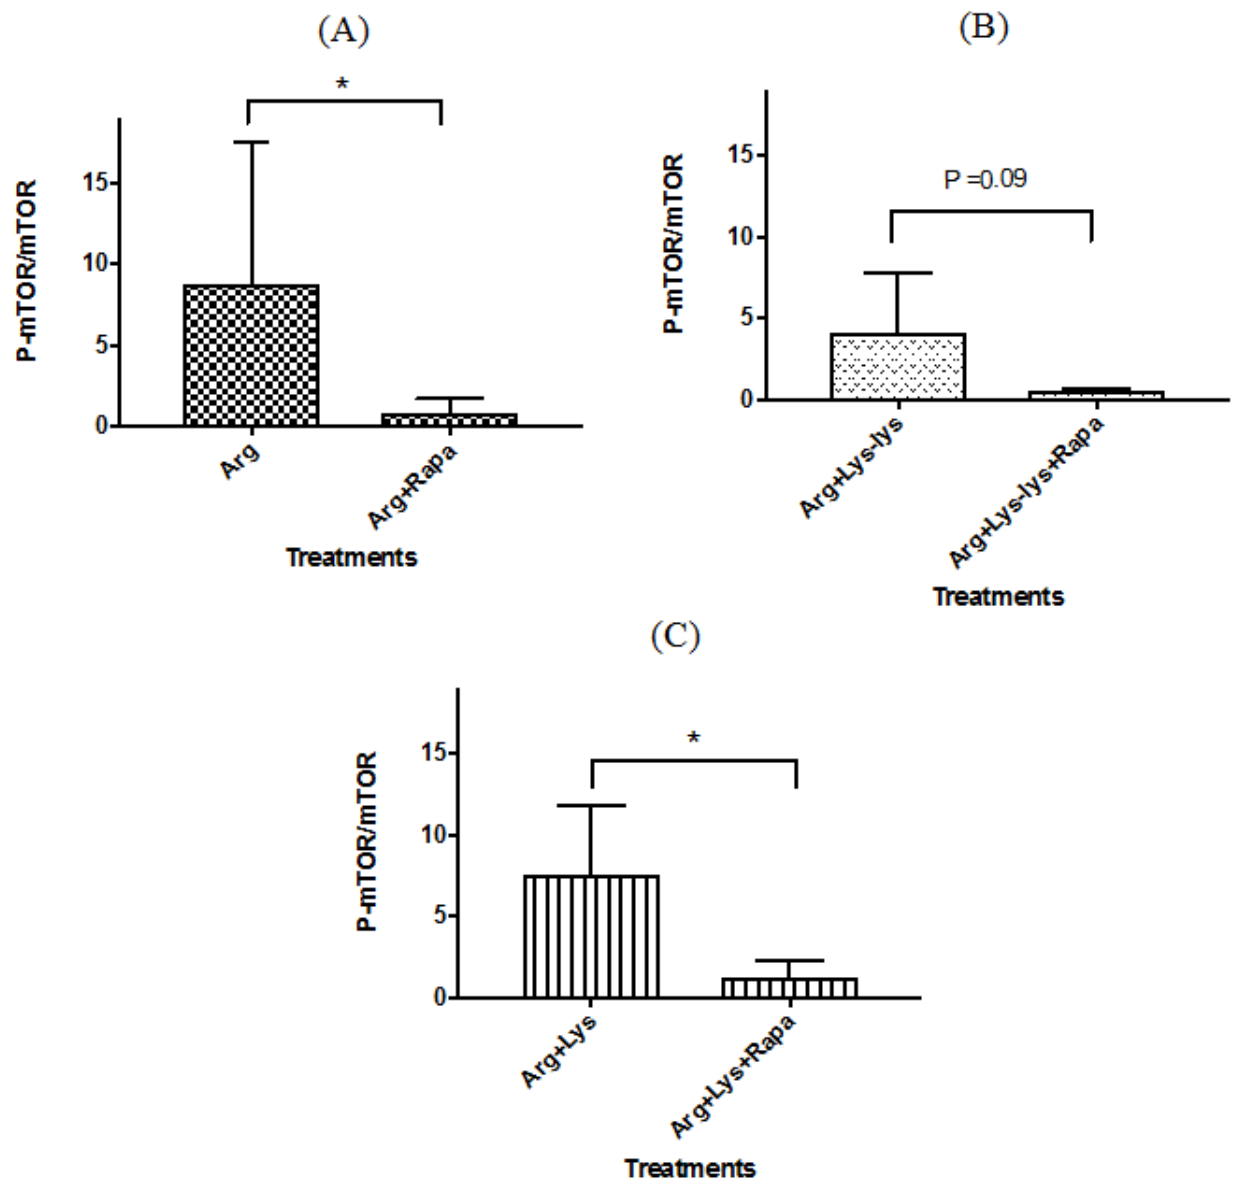 (A)
*
P-mTOR/mTOR
15
10
5
0
Arg
Arg+Rapa
Treatments
(B)
P =0.09
P-mTOR/mTOR
15
10
5
0
Arg+Lys-lys
Arg+Lys-lys+Rapa
Treatments
(C)
*
P-mTOR/mTOR
15
10
5
0
Arg+Lys
Arg+Lys+Rapa
Treatments